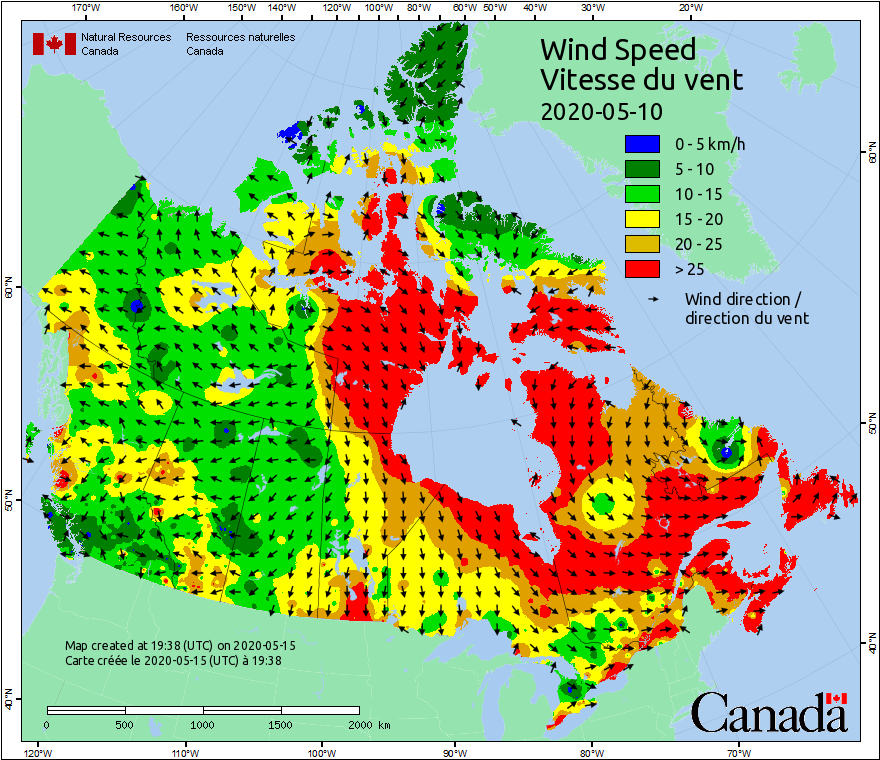 170°W 160°W 150°W 140°W 120°W 100°W 80°W 60°W 50°W 40°W 30°W 20°W
Natural Resources Ressources naturelles
Canada Canada
Wind Speed
Vitesse du vent
2020-05-10
0 - 5 km/h
5 - 10
10 - 15
15 - 20
20 - 25
> 25
Wind direction /
direction du vent
60°N
60°N
50°N
50°N
40°N
40°N
Map created at 19:38 (UTC) on 2020-05-15
Carte créée le 2020-05-15 (UTC) à 19:38
0 500 1000 1500 2000 km
Canada
120°W 110°W 100°W 90°W 80°W 70°W